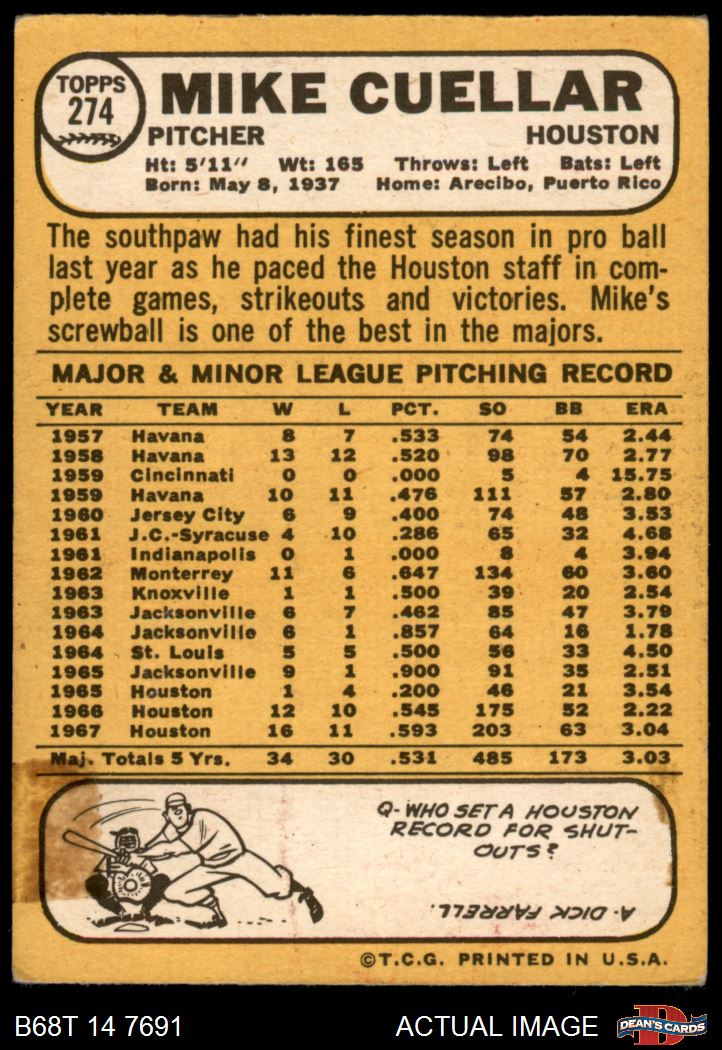 TOPPS
274
MIKE CUELLAR
PITCHER HOUSTON
Ht: 5'11" Wt: 165 Throws: Left Bats: Left
Born: May 8, 1937 Home: Arecibo, Puerto Rico
The southpaw had his finest season in pro ball
last year as he paced the Houston staff in com-
plete games, strikeouts and victories. Mike's
screwball is one of the best in the majors.
MAJOR & MINOR LEAGUE PITCHING RECORD
YEAR TEAM W L PCT. SO BB ERA
1957 Havana 8 7 .533 74 54 2.44
1958 Havana 13 12 .520 98 70 2.77
1959 Cincinnati 0 0 .000 5 4 15.75
1959 Havana 10 11 .476 111 57 2.80
1960 Jersey City 6 9 .400 74 48 3.53
1961 J.C.-Syracuse 4 10 .286 65 32 4.68
1961 Indianapolis 0 1 .000 8 4 3.94
1962 Monterrey 11 6 .647 134 60 3.60
1963 Knoxville 1 1 .500 39 20 2.54
1963 Jacksonville 6 7 .462 85 47 3.79
1964 Jacksonville 6 1 .857 64 16 1.78
1964 St. Louis 5 5 .500 56 33 4.50
1965 Jacksonville 9 1 .900 91 35 2.51
1965 Houston 1 4 .200 46 21 3.54
1966 Houston 12 10 .545 175 52 2.22
1967 Houston 16 11 .593 203 63 3.04
Maj. Totals 5 Yrs. 34 30 .531 485 173 3.03
Q- WHO SET A HOUSTON
RECORD FOR SHUT-
OUTS?
A- DICK FARRELL.
©T.C.G. PRINTED IN U.S.A.
B68T 14 7691 ACTUAL IMAGE D DEAN'S CARDS